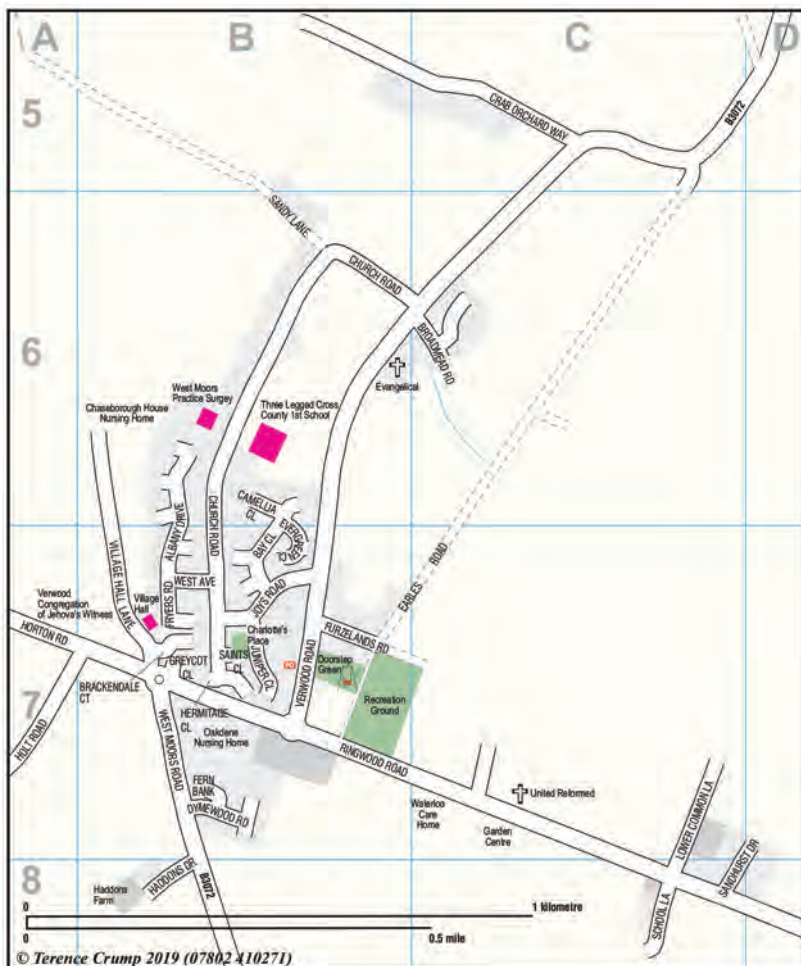 A
B
C
D
5
CRAB ORCHARD WAY
B3072
SANDY LANE
CHURCH ROAD
6
BROADMEAD RD
Evangelical
West Moors
Practice Surgey
Chaseborough House
Nursing Home
Three Legged Cross
County 1st School
CAMELLIA
CL
EVERGREEN
CL
ALBANY DRIVE
CHURCH ROAD
BAY CL
VILLAGE HALL LANE
EARLES ROAD
WEST AVE
JOYS ROAD
FRYERS RD
Verwood
Congregation
of Jehova's Witness
Village
Hall
HORTON RD
Charlotte's
Place
FURZELANDS RD
GREYCOT
CL
SAINTS
CL
JUNIPER CL
PO
Doorstep
Green
VERWOOD ROAD
7
BRACKENDALE
CT
Recreation
Ground
HERMITAGE
CL
HOLT ROAD
WEST MOORS ROAD
Oakdene
Nursing Home
RINGWOOD ROAD
FERN
BANK
United Reformed
DYMEWOOD RD
Waterloo
Care
Home
Garden
Centre
LOWER COMMON LA
SANDHURST DR
8
Haddons
Farm
HADDONS DR
B3072
SCHOOL LA
0
1 kilometre
0
0.5 mile
© Terence Crump 2019 (07802 410271)